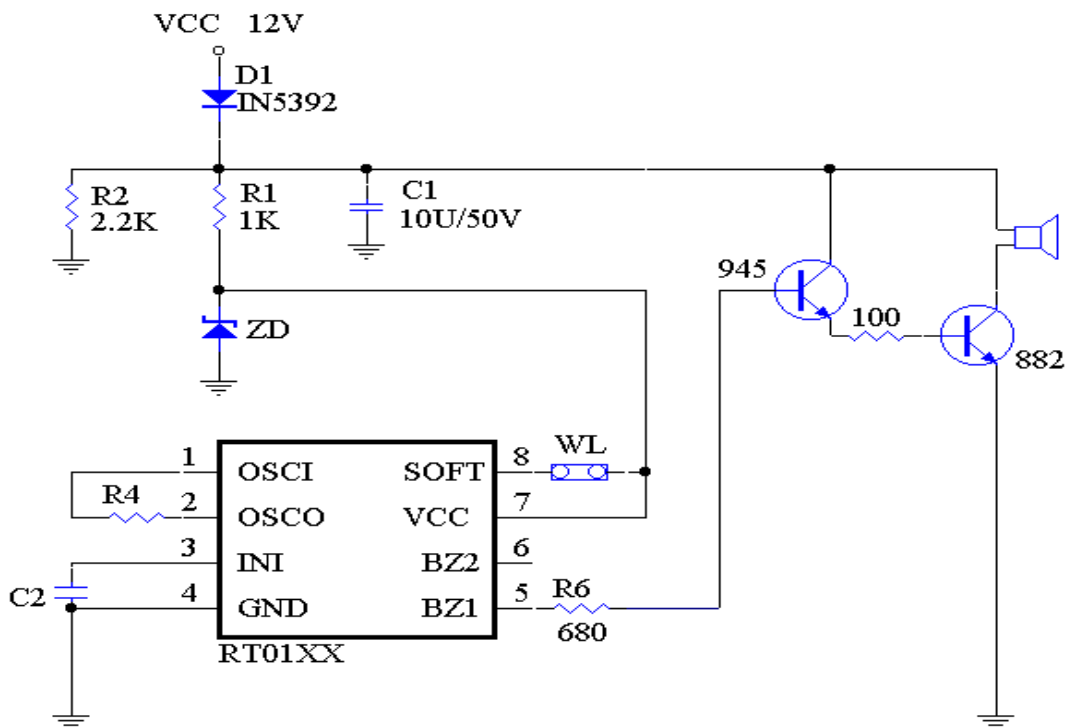 VCC 12V
D1
IN5392
R2
2.2K
R1
1K
C1
10U/50V
945
100
882
ZD
WL
1
OSCI
SOFT
8
R4
2
OSCO
VCC
7
3
INI
BZ2
6
C2
4
GND
BZ1
5
R6
680
RT01XX